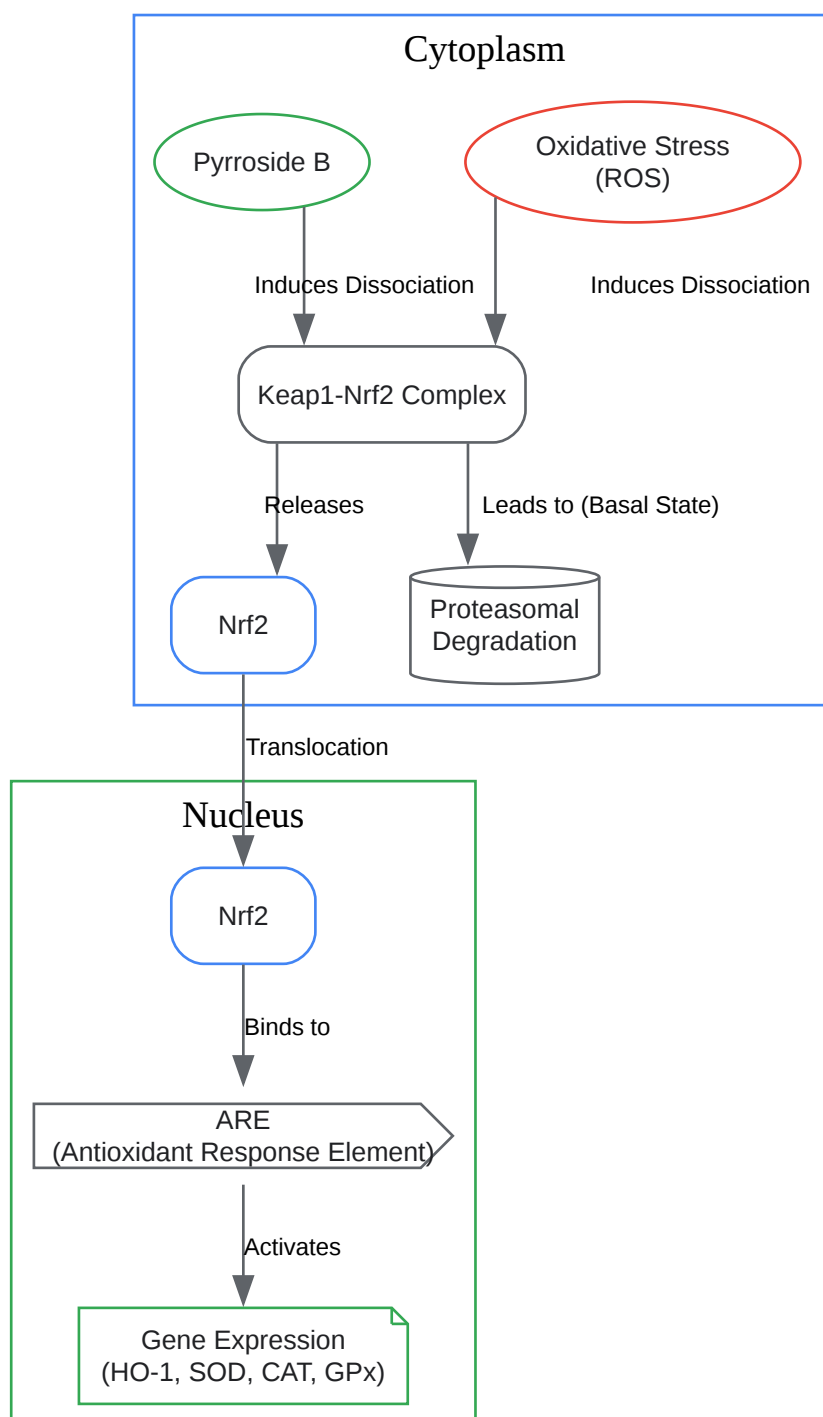 Cytoplasm
Pyrroside B
Oxidative Stress
(ROS)
Induces Dissociation
Induces Dissociation
Keap1-Nrf2 Complex
Releases
Leads to (Basal State)
Nrf2
Proteasomal
Degradation
Translocation
Nucleus
Nrf2
Binds to
ARE
(Antioxidant Response Element)
Activates
Gene Expression
(HO-1, SOD, CAT, GPx)